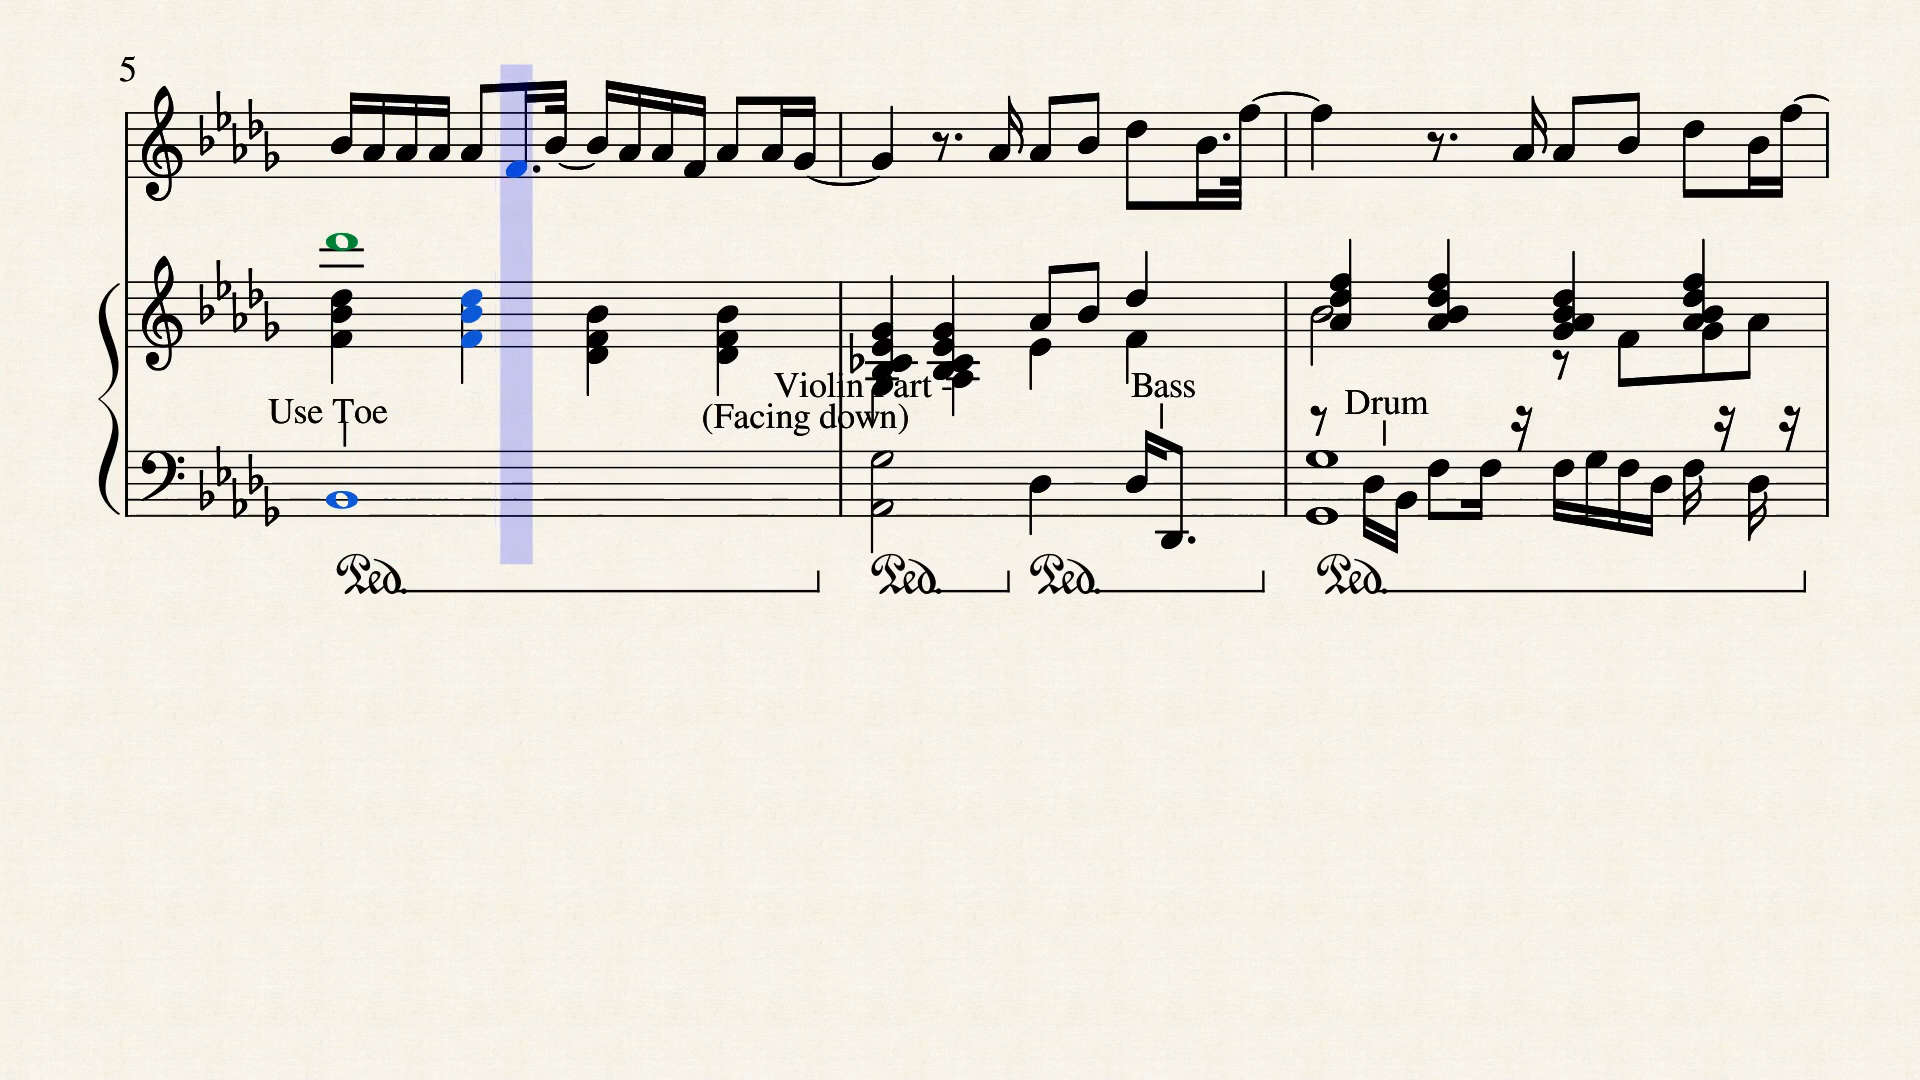 5
Use Toe
Violin Part -
(Facing down)
Bass
Drum
Ped.
Ped.
Ped.
Ped.